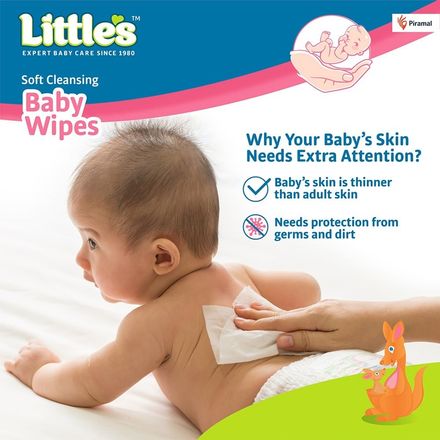 Little's™
EXPERT BABY CARE SINCE 1980
Piramal
Soft Cleansing
Baby
Wipes
Why Your Baby's Skin
Needs Extra Attention?
Baby's skin is thinner
than adult skin
Needs protection from
germs and dirt